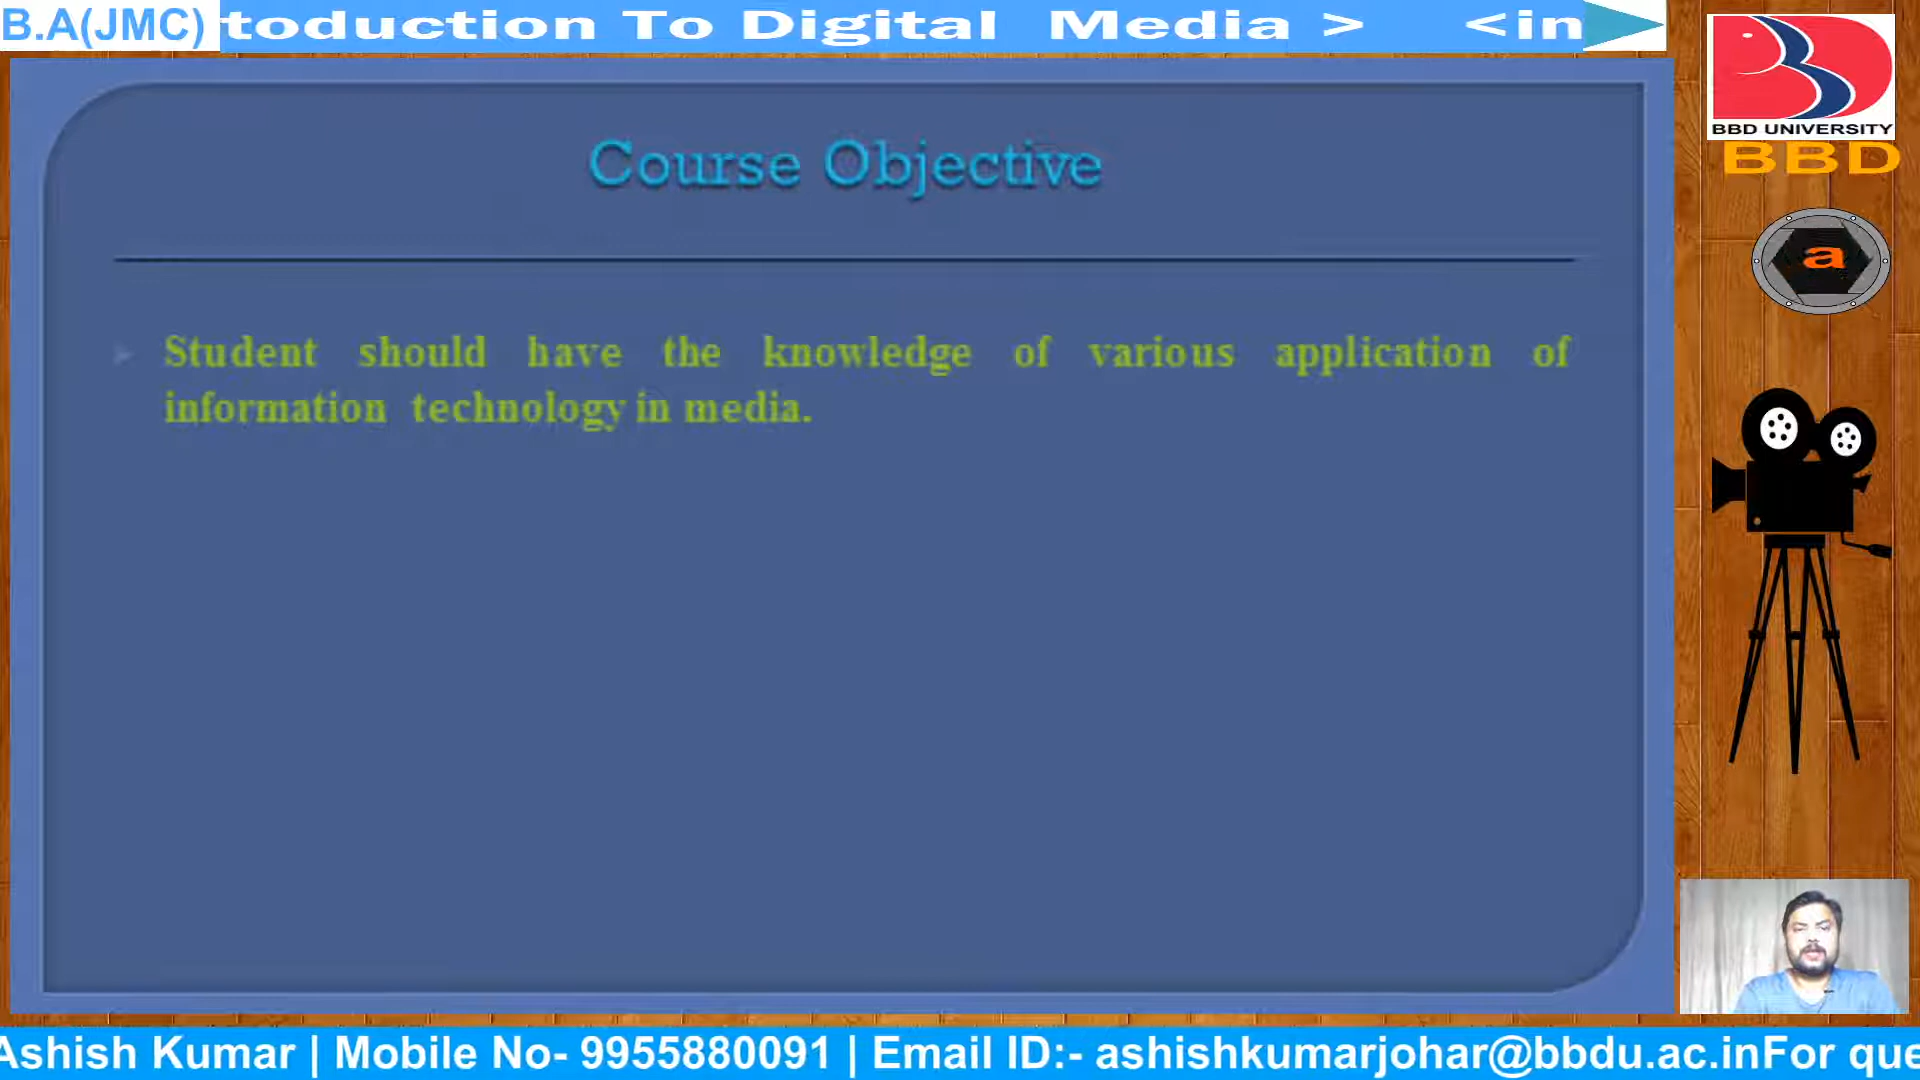 B.A(JMC) toduction To Digital Media > <in
BBD UNIVERSITY
BBD
a
Course Objective
Student should have the knowledge of various application of
information technology in media.
Ashish Kumar | Mobile No- 9955880091 | Email ID:- ashishkumarjohar@bbdu.ac.inFor que